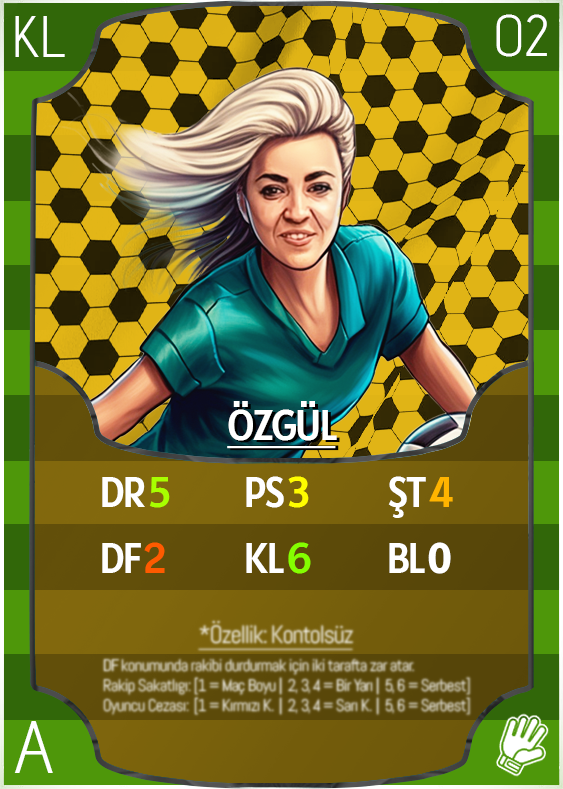 KL 02
ÖZGÜL
DR5 PS3 ŞT4
DF2 KL6 BL0
*Özellik: Kontolsüz
DF konumunda rakibi durdurmak için iki tarafta zar atar.
Rakip Sakatlıgı: [1 = Maç Boyu | 2, 3, 4 = Bir Yarı | 5, 6 = Serbest]
Oyuncu Cezası: [1 = Kırmızı K. | 2, 3, 4 = Sarı K. | 5, 6 = Serbest]
A